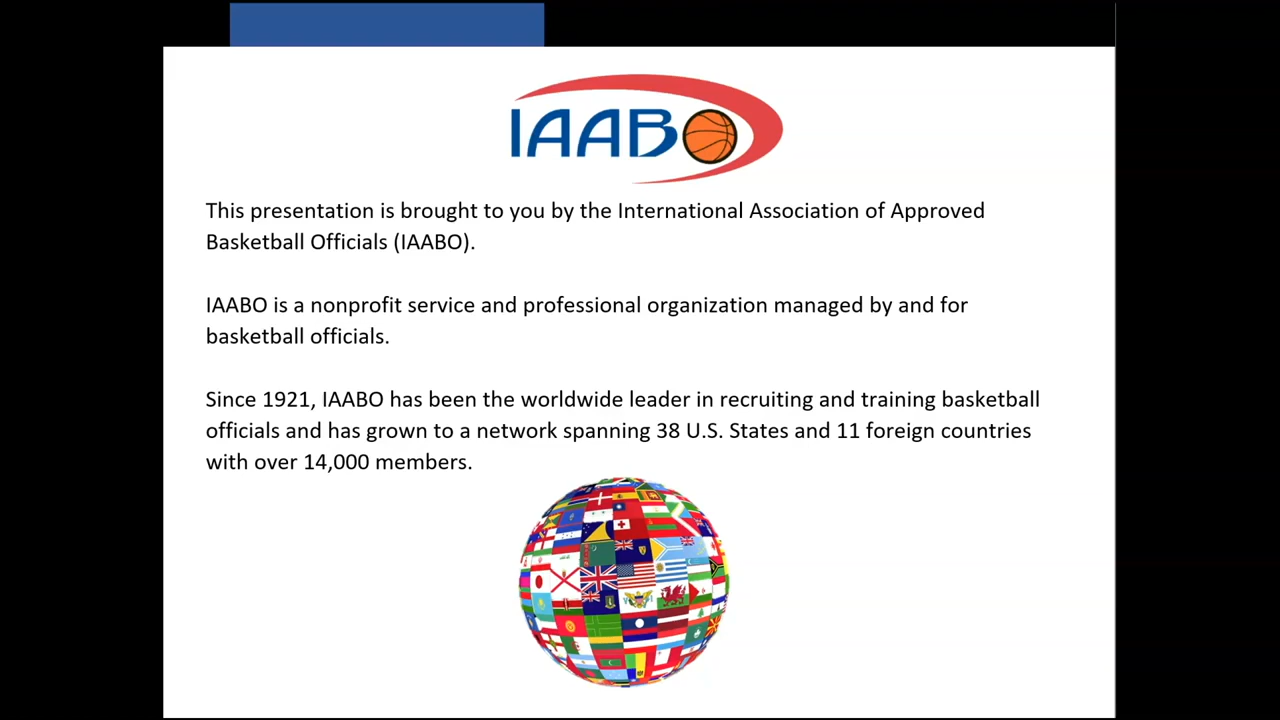 IAABO
This presentation is brought to you by the International Association of Approved
Basketball Officials (IAABO).
IAABO is a nonprofit service and professional organization managed by and for
basketball officials.
Since 1921, IAABO has been the worldwide leader in recruiting and training basketball
officials and has grown to a network spanning 38 U.S. States and 11 foreign countries
with over 14,000 members.